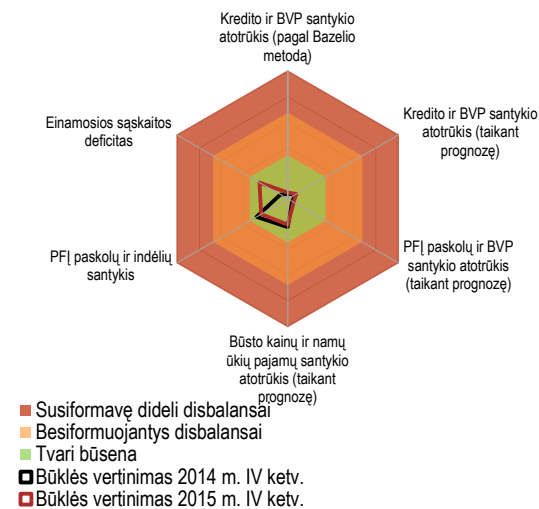 Kredito ir BVP santykio
atotrūkis (pagal Bazelio
metodą)
Kredito ir BVP santykio
atotrūkis (taikant
prognozę)
PFĮ paskolų ir BVP
santykio atotrūkis
(taikant prognozę)
Būsto kainų ir namų
ūkių pajamų santykio
atotrūkis (taikant
prognozę)
PFĮ paskolų ir indėlių
santykis
Einamosios sąskaitos
deficitas
Susiformavę dideli disbalansai
Besiformuojantys disbalansai
Tvari būsena
Būklės vertinimas 2014 m. IV ketv.
Būklės vertinimas 2015 m. IV ketv.